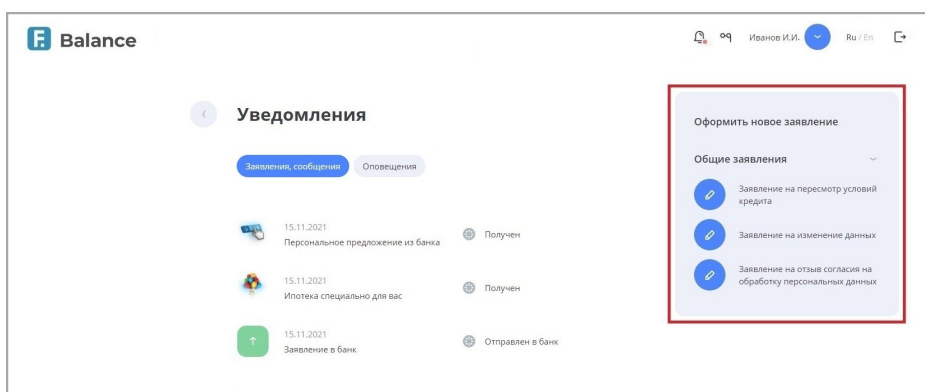 F. Balance
Иванов И.И.
Ru / En
Уведомления
Заявления, сообщения
Оповещения
15.11.2021
Персональное предложение из банка
Получен
15.11.2021
Ипотека специально для вас
Получен
15.11.2021
Заявление в банк
Отправлен в банк
Оформить новое заявление
Общие заявления
Заявление на пересмотр условий
кредита
Заявление на изменение данных
Заявление на отзыв согласия на
обработку персональных данных